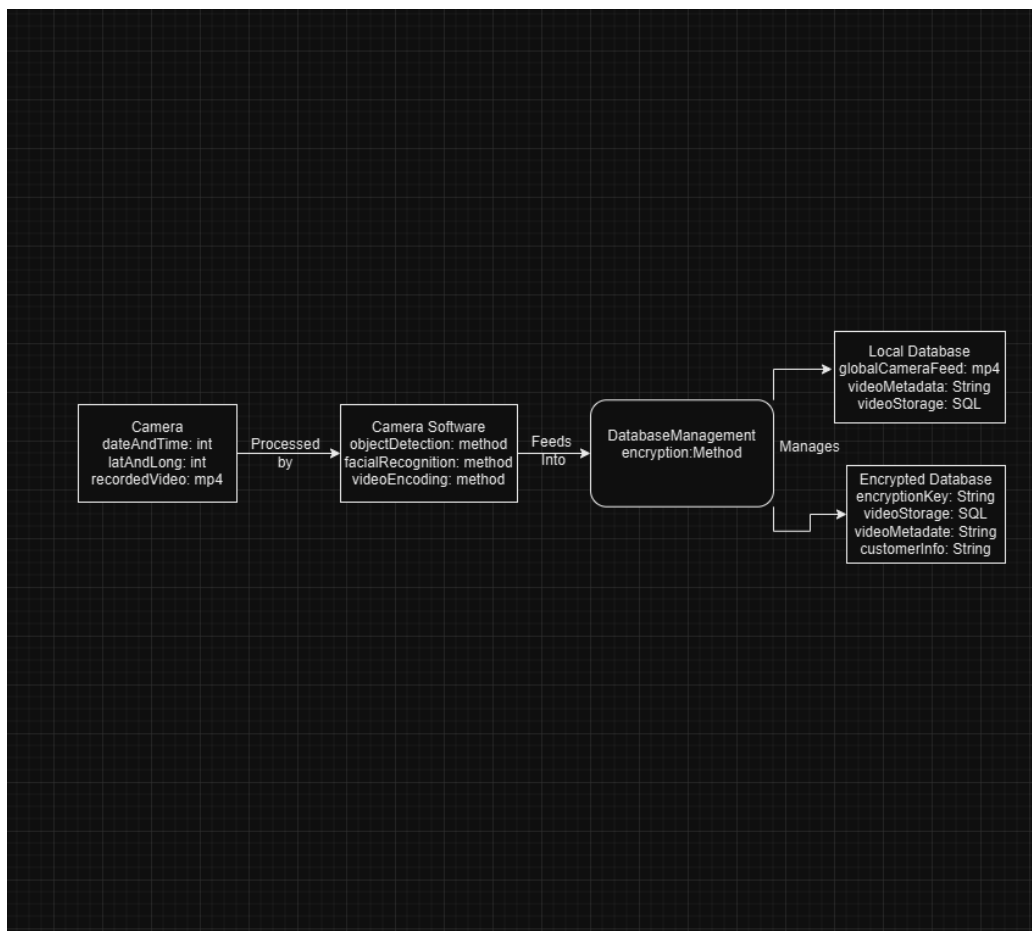 Camera
dateAndTime: int
latAndLong: int
recordedVideo: mp4
Processed
by
Camera Software
objectDetection: method
facialRecognition: method
videoEncoding: method
Feeds
Into
DatabaseManagement
encryption:Method
Manages
Local Database
globalCameraFeed: mp4
videoMetadata: String
videoStorage: SQL
Encrypted Database
encryptionKey: String
videoStorage: SQL
videoMetadate: String
customerInfo: String